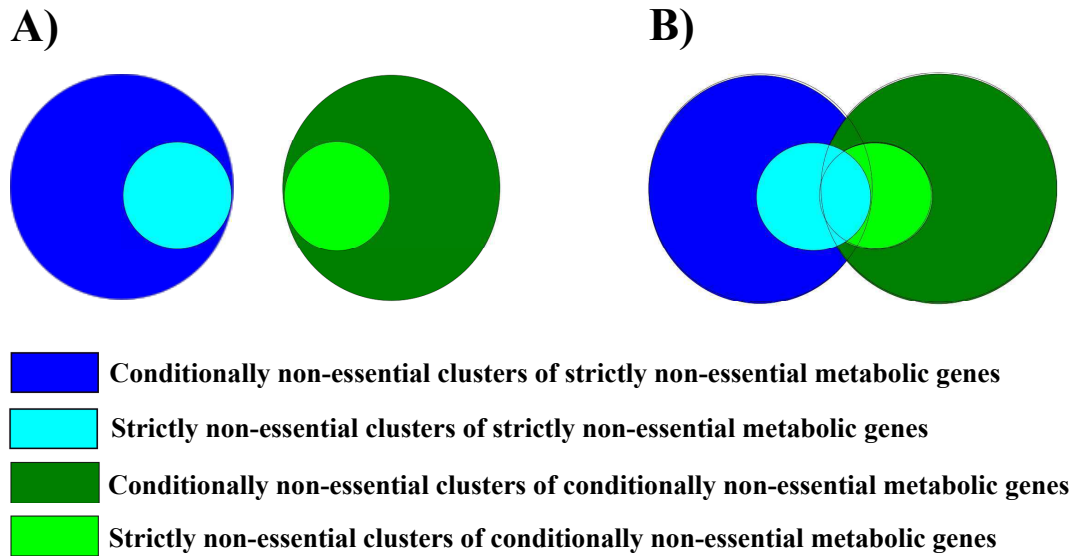 A)
B)
Conditionally non-essential clusters of strictly non-essential metabolic genes
Strictly non-essential clusters of strictly non-essential metabolic genes
Conditionally non-essential clusters of conditionally non-essential metabolic genes
Strictly non-essential clusters of conditionally non-essential metabolic genes